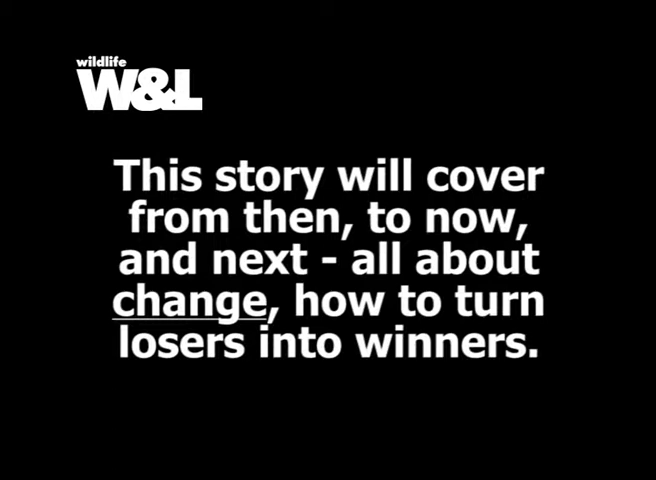 wildlife
W&L
This story will cover
from then, to now,
and next - all about
change, how to turn
losers into winners.